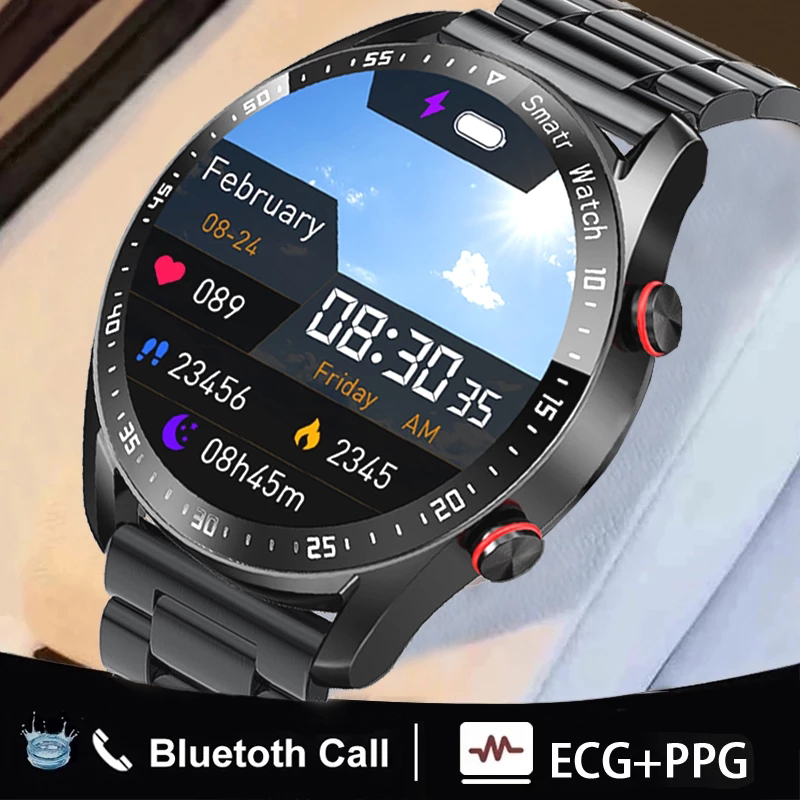 55
50
45
40
35
30
25
20
15
10
Smatr Watch
February
08-24
089
08:30 35
Friday AM
23456
2345
08h45m
Bluetoth Call
ECG+PPG